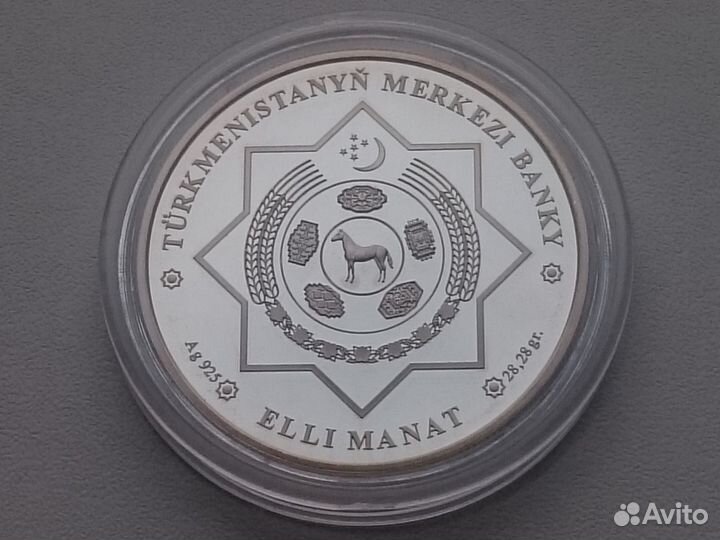 TÜRKMENISTANYŇ MERKEZI BANKY
Ag 925
28,28 gr.
ELLI MANAT
Avito